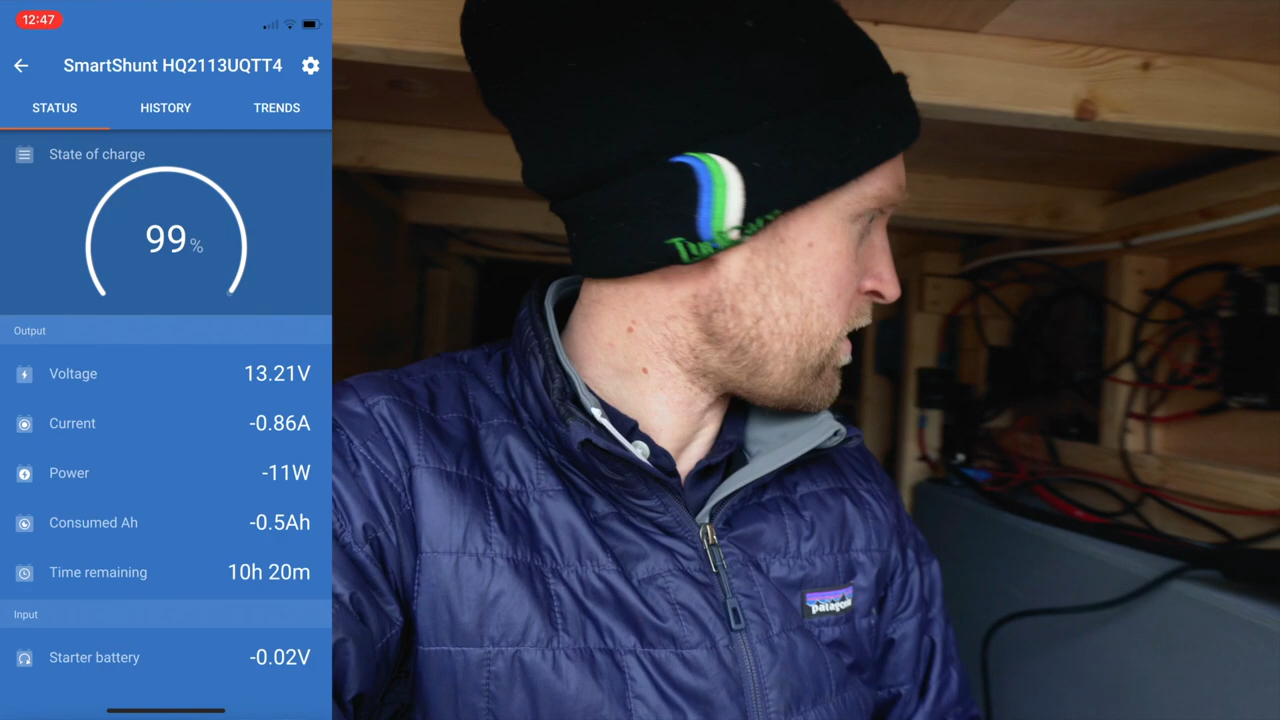 12:47
SmartShunt HQ2113UQTT4
STATUS HISTORY TRENDS
State of charge
99%
Output
Voltage 13.21V
Current -0.86A
Power -11W
Consumed Ah -0.5Ah
Time remaining 10h 20m
Input
Starter battery -0.02V
patagonia